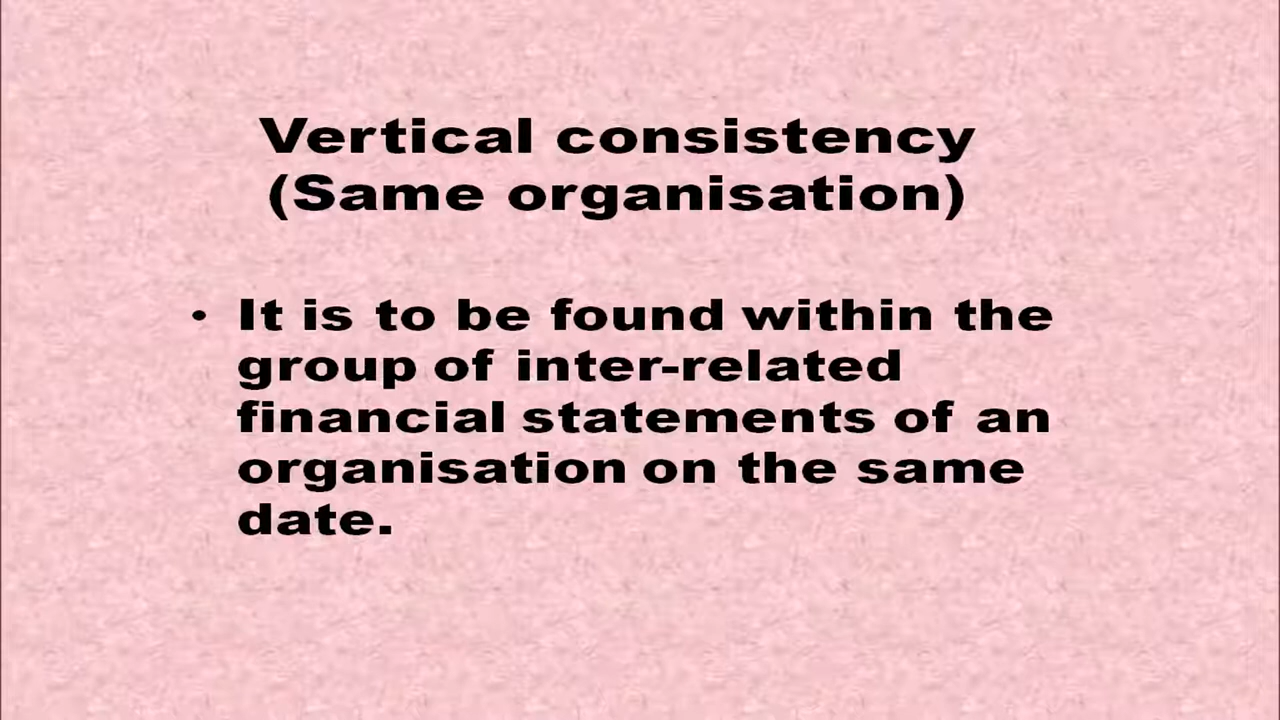 Vertical consistency
(Same organisation)
• It is to be found within the
group of inter-related
financial statements of an
organisation on the same
date.